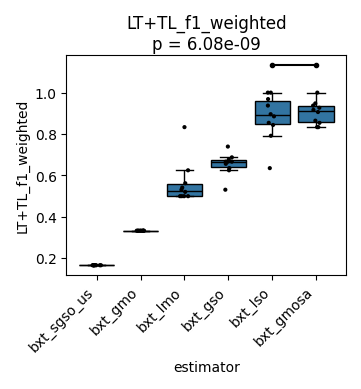 LT+TL_f1_weighted
p = 6.08e-09
LT+TL_f1_weighted
1.0
0.8
0.6
0.4
0.2
bxt_sgso_us
bxt_gmo
bxt_lmo
bxt_gso
bxt_lso
bxt_gmosa
estimator